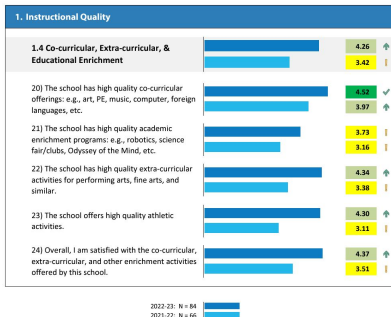 1. Instructional Quality
1.4 Co-curricular, Extra-curricular, &
Educational Enrichment
4.26
3.42
20) The school has high quality co-curricular
offerings: e.g., art, PE, music, computer, foreign
languages, etc.
4.52
3.97
21) The school has high quality academic
enrichment programs: e.g., robotics, science
fair/clubs, Odyssey of the Mind, etc.
3.73
3.16
22) The school has high quality extra-curricular
activities for performing arts, fine arts, and
similar.
4.34
3.38
23) The school offers high quality athletic
activities.
4.30
3.11
24) Overall, I am satisfied with the co-curricular,
extra-curricular, and other enrichment activities
offered by this school.
4.37
3.51
2022-23: N = 84
2021-22: N = 66